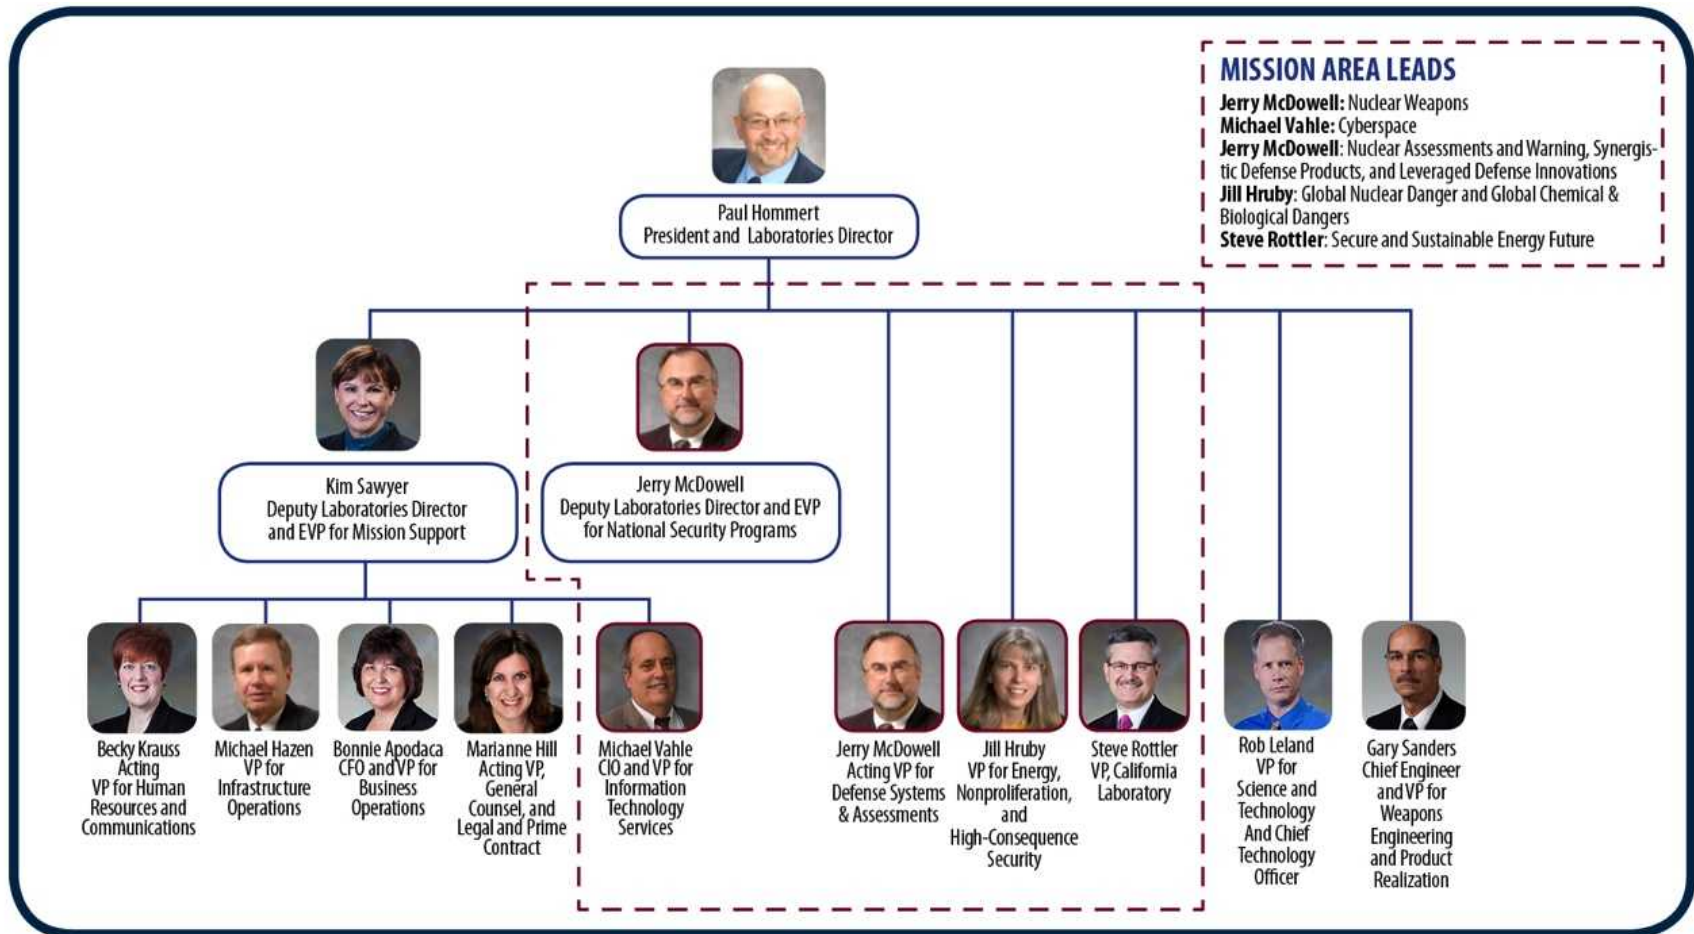 MISSION AREA LEADS
Jerry McDowell: Nuclear Weapons
Michael Vahle: Cyberspace
Jerry McDowell: Nuclear Assessments and Warning, Synergis-
tic Defense Products, and Leveraged Defense Innovations
Jill Hruby: Global Nuclear Danger and Global Chemical &
Biological Dangers
Steve Rottler: Secure and Sustainable Energy Future
Paul Hommert
President and Laboratories Director
Kim Sawyer
Deputy Laboratories Director
and EVP for Mission Support
Jerry McDowell
Deputy Laboratories Director and EVP
for National Security Programs
Becky Krauss
Acting
VP for Human
Resources and
Communications
Michael Hazen
VP for
Infrastructure
Operations
Bonnie Apodaca
CFO and VP for
Business
Operations
Marianne Hill
Acting VP,
General
Counsel, and
Legal and Prime
Contract
Michael Vahle
CIO and VP for
Information
Technology
Services
Jerry McDowell
Acting VP for
Defense Systems
& Assessments
Jill Hruby
VP for Energy,
Nonproliferation,
and
High-Consequence
Security
Steve Rottler
VP, California
Laboratory
Rob Leland
VP for
Science and
Technology
And Chief
Technology
Officer
Gary Sanders
Chief Engineer
and VP for
Weapons
Engineering
and Product
Realization